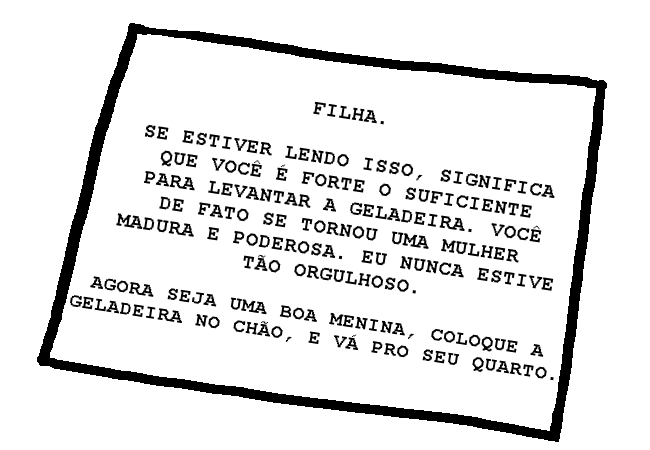 FILHA.
SE ESTIVER LENDO ISSO, SIGNIFICA
QUE VOCÊ É FORTE O SUFICIENTE
PARA LEVANTAR A GELADEIRA. VOCÊ
DE FATO SE TORNOU UMA MULHER
MADURA E PODEROSA. EU NUNCA ESTIVE
TÃO ORGULHOSO.
AGORA SEJA UMA BOA MENINA, COLOQUE A
GELADEIRA NO CHÃO, E VÁ PRO SEU QUARTO.